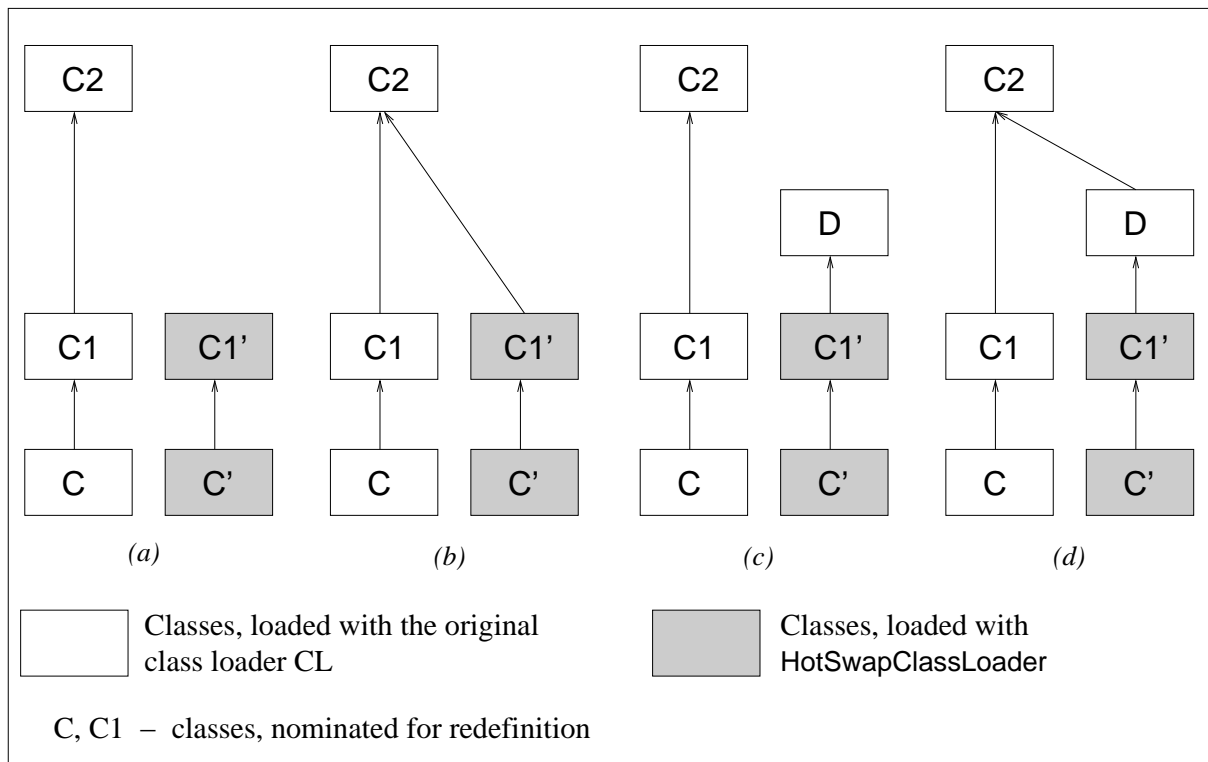 C2 C2 C2 C2
D D
C1 C1’ C1 C1’ C1 C1’ C1 C1’
C C’ C C’ C C’ C C’
(a) (b) (c) (d)
Classes, loaded with the original
class loader CL
Classes, loaded with
HotSwapClassLoader
C, C1 – classes, nominated for redefinition